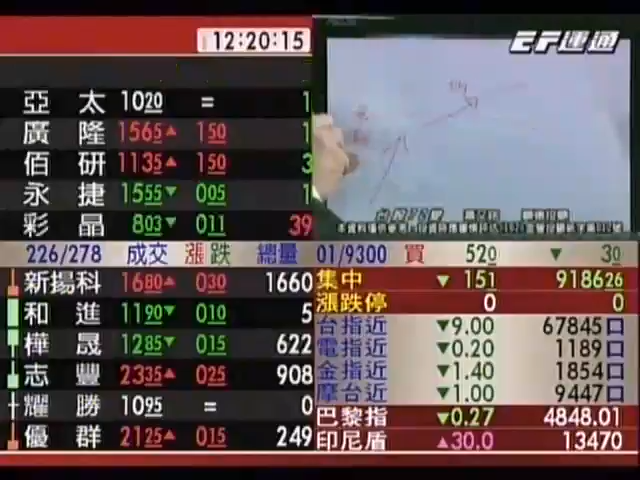 12:20:15
EF運通
亞太 1020 = 1
廣隆 1565▲ 150 1
佰研 1135▲ 150 3
永捷 1555▼ 005 1
彩晶 803▼ 011 39
226/278 成交 漲跌 總量
新揚科 1680▲ 030 1660
和進 1190▼ 010 5
樺晟 1285▼ 015 622
志豐 2335▲ 025 908
耀勝 1095 = 0
優群 2125▲ 015 249
01/9300 買 520 ▼ 30
集中 ▼ 151 918626
漲跌停 0 0
台指近 ▼9.00 67845口
電指近 ▼0.20 1189口
金指近 ▼1.40 1854口
摩台近 ▼1.00 9447口
巴黎指 ▼0.27 4848.01
印尼盾 ▲30.0 13470